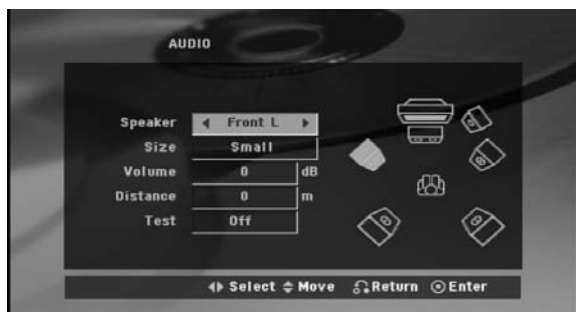 AUDIO
Speaker Front L
Size Small
Volume 0 dB
Distance 0 m
Test Off
Select Move Return Enter